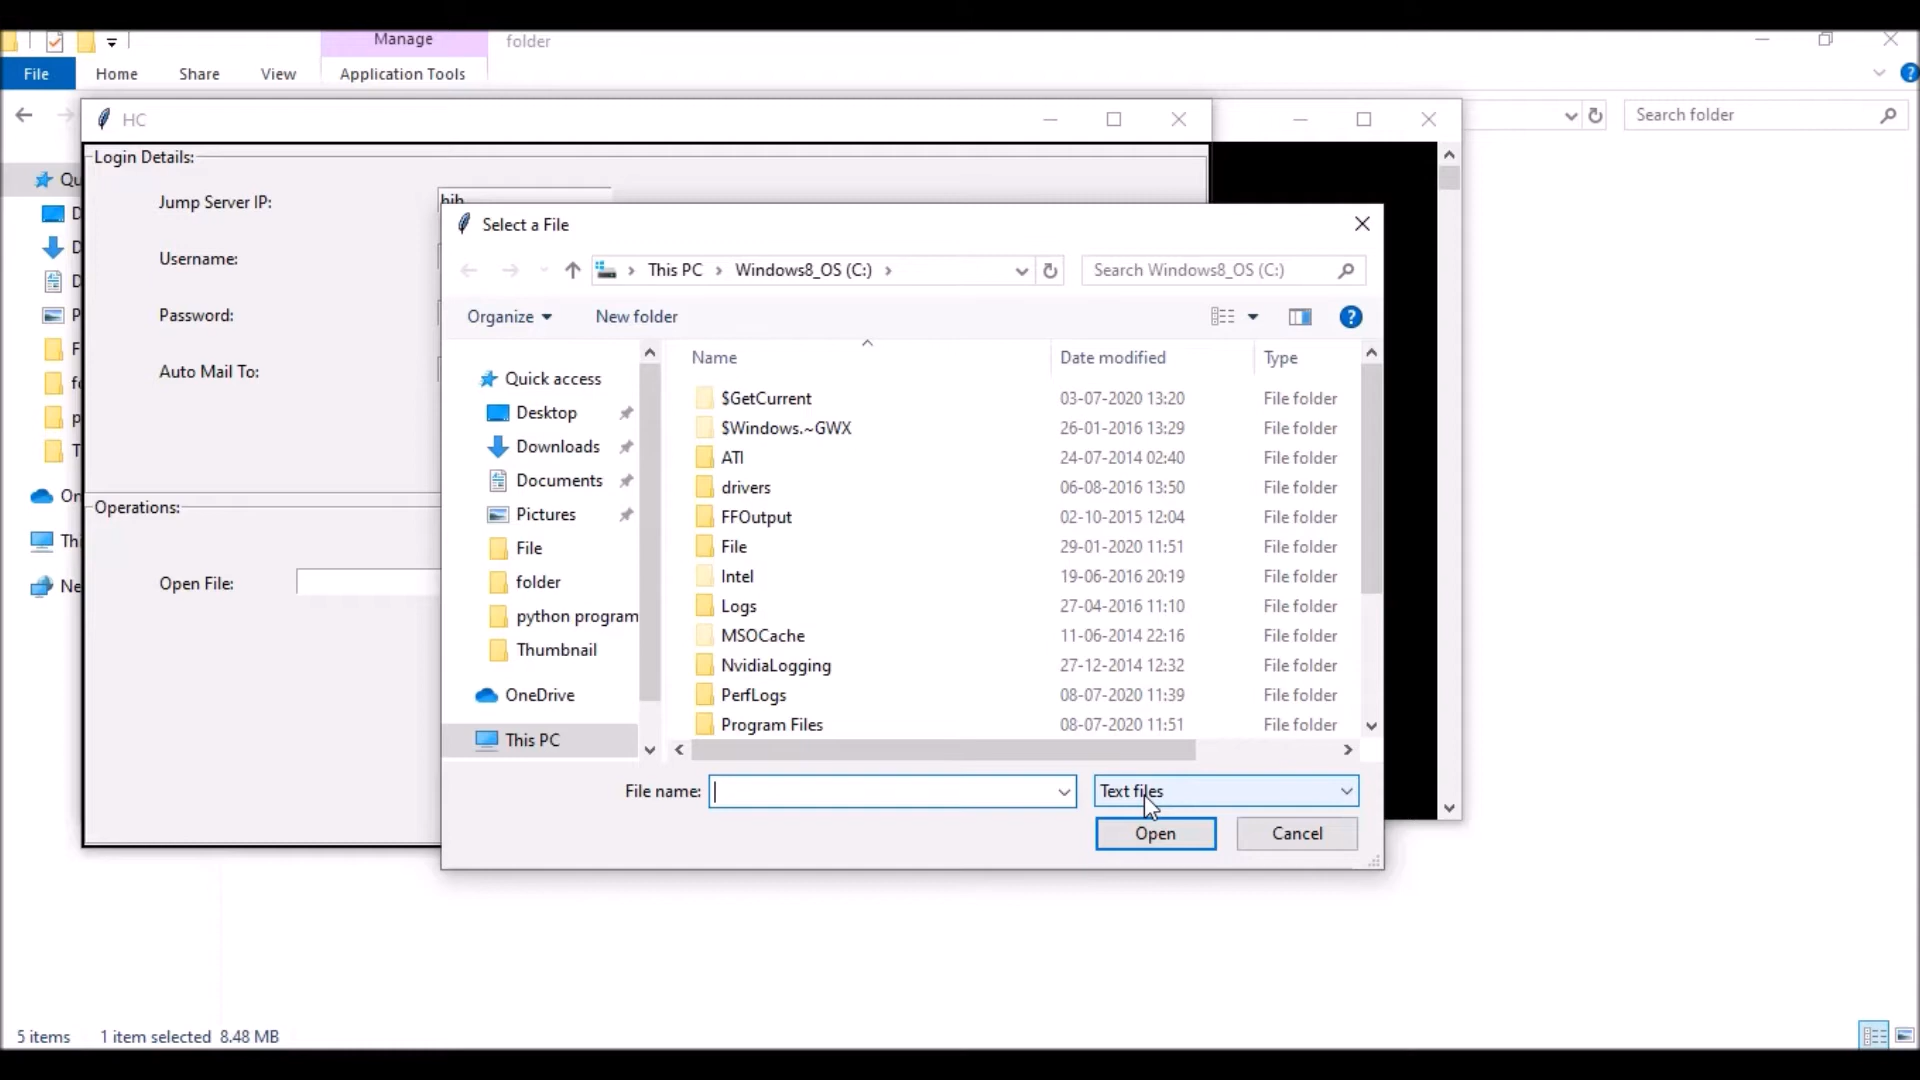 Manage
folder
File
Home
Share
View
Application Tools
Search folder
HC
Login Details:
Jump Server IP:
hih
Username:
Password:
Auto Mail To:
Operations:
Open File:
Select a File
This PC
Windows8_OS (C:)
Search Windows8_OS (C:)
Organize
New folder
Quick access
Desktop
Downloads
Documents
Pictures
File
folder
python program
Thumbnail
OneDrive
This PC
Name Date modified Type
$GetCurrent 03-07-2020 13:20 File folder
$Windows.~GWX 26-01-2016 13:29 File folder
ATI 24-07-2014 02:40 File folder
drivers 06-08-2016 13:50 File folder
FFOutput 02-10-2015 12:04 File folder
File 29-01-2020 11:51 File folder
Intel 19-06-2016 20:19 File folder
Logs 27-04-2016 11:10 File folder
MSOCache 11-06-2014 22:16 File folder
NvidiaLogging 27-12-2014 12:32 File folder
PerfLogs 08-07-2020 11:39 File folder
Program Files 08-07-2020 11:51 File folder
File name:
Text files
Open
Cancel
5 items 1 item selected 8.48 MB